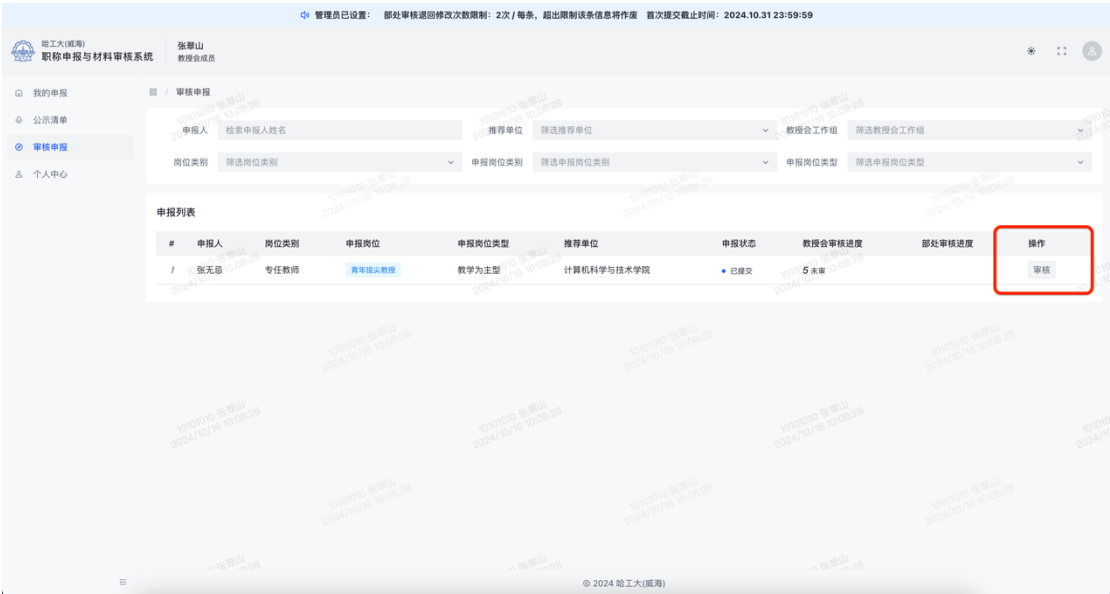 管理员已设置： 部处审核退回修改次数限制：2次 / 每条，超出限制该条信息将作废 首次提交截止时间：2024.10.31 23:59:59
哈工大(威海)
职称申报与材料审核系统
张翠山
教授会成员
我的申报
公示清单
审核申报
个人中心
/ 审核申报
申报人 检索申报人姓名 推荐单位 筛选推荐单位 教授会工作组 筛选教授会工作组
岗位类别 筛选岗位类别 申报岗位类别 筛选申报岗位类别 申报岗位类型 筛选申报岗位类型
申报列表
# 申报人 岗位类别 申报岗位 申报岗位类型 推荐单位 申报状态 教授会审核进度 部处审核进度 操作
1 张无忌 专任教师 青年拔尖教授 教学为主型 计算机科学与技术学院 已提交 5 未审 审核
10101010 张翠山
2024/10/16 10:08:28
© 2024 哈工大(威海)